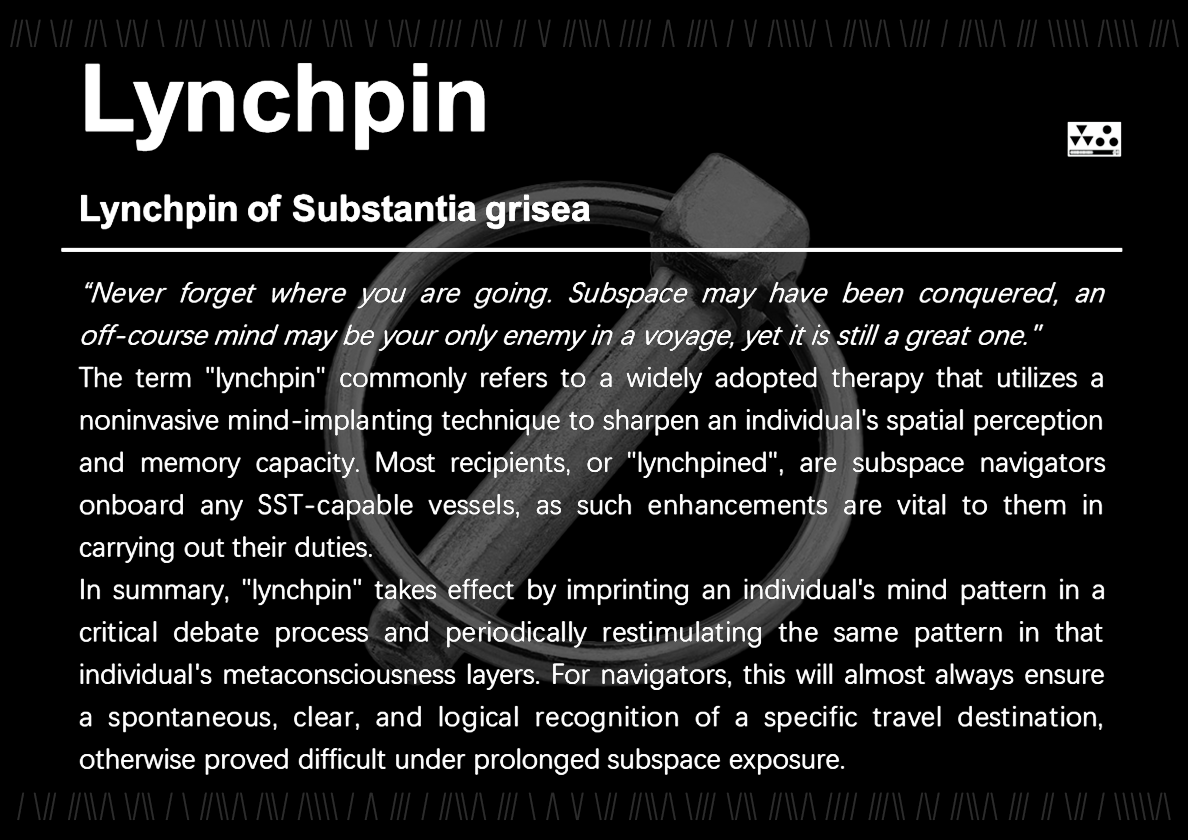 Lynchpin
Lynchpin of Substantia grisea
“Never forget where you are going. Subspace may have been conquered, an
off-course mind may be your only enemy in a voyage, yet it is still a great one."
The term "lynchpin" commonly refers to a widely adopted therapy that utilizes a
noninvasive mind-implanting technique to sharpen an individual's spatial perception
and memory capacity. Most recipients, or "lynchpined", are subspace navigators
onboard any SST-capable vessels, as such enhancements are vital to them in
carrying out their duties.
In summary, "lynchpin" takes effect by imprinting an individual's mind pattern in a
critical debate process and periodically restimulating the same pattern in that
individual's metaconsciousness layers. For navigators, this will almost always ensure
a spontaneous, clear, and logical recognition of a specific travel destination,
otherwise proved difficult under prolonged subspace exposure.